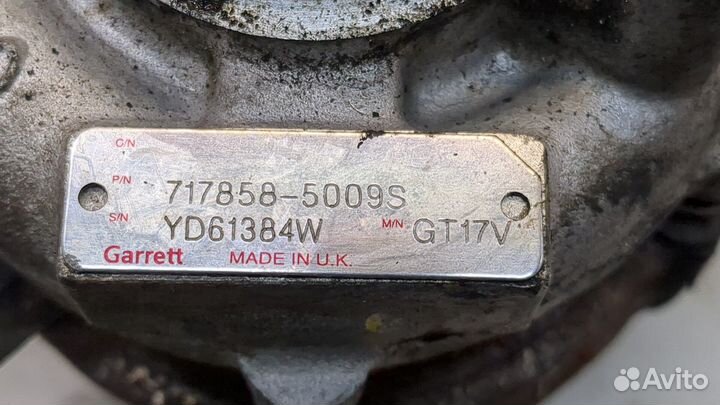 C/N
P/N 717858-5009S
S/N YD61384W M/N GT17V
Garrett MADE IN U.K.
Avito